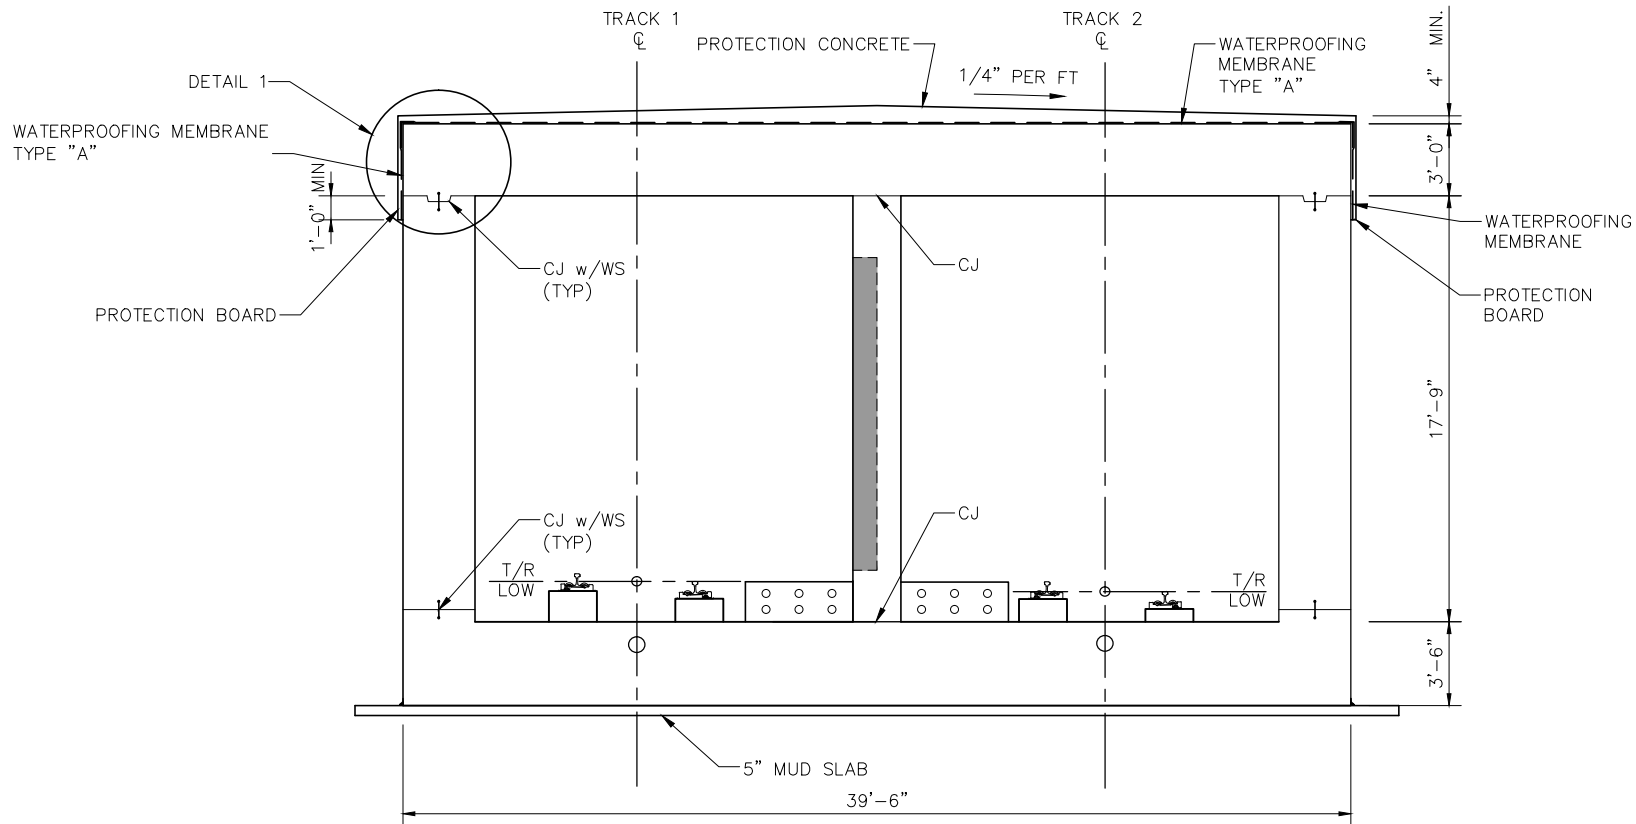 TRACK 1
℄
TRACK 2
℄
PROTECTION CONCRETE
WATERPROOFING
MEMBRANE
TYPE "A"
1/4" PER FT
DETAIL 1
WATERPROOFING MEMBRANE
TYPE "A"
1'-0" MIN
4" MIN.
3'-0"
WATERPROOFING
MEMBRANE
CJ w/WS
(TYP)
CJ
PROTECTION BOARD
PROTECTION
BOARD
17'-9"
CJ w/WS
(TYP)
CJ
T/R
LOW
T/R
LOW
3'-6"
5" MUD SLAB
39'-6"